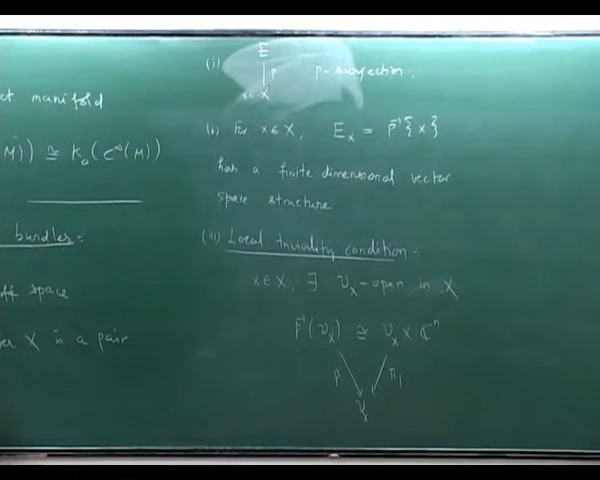 ct manifold
M)) ≅ K₀(C^∞(M))
bundles:
ff space
er X is a pair
(i) E
p p-surjection.
x ∈ X
(ii) For x ∈ X, Eₓ = p⁻¹{x}
has a finite dimensional vector
space structure
(iii) Local triviality condition:
x ∈ X, ∃ Uₓ-open in X
p⁻¹(Uₓ) ≅ Uₓ × ℂⁿ
p π₁
Uₓ